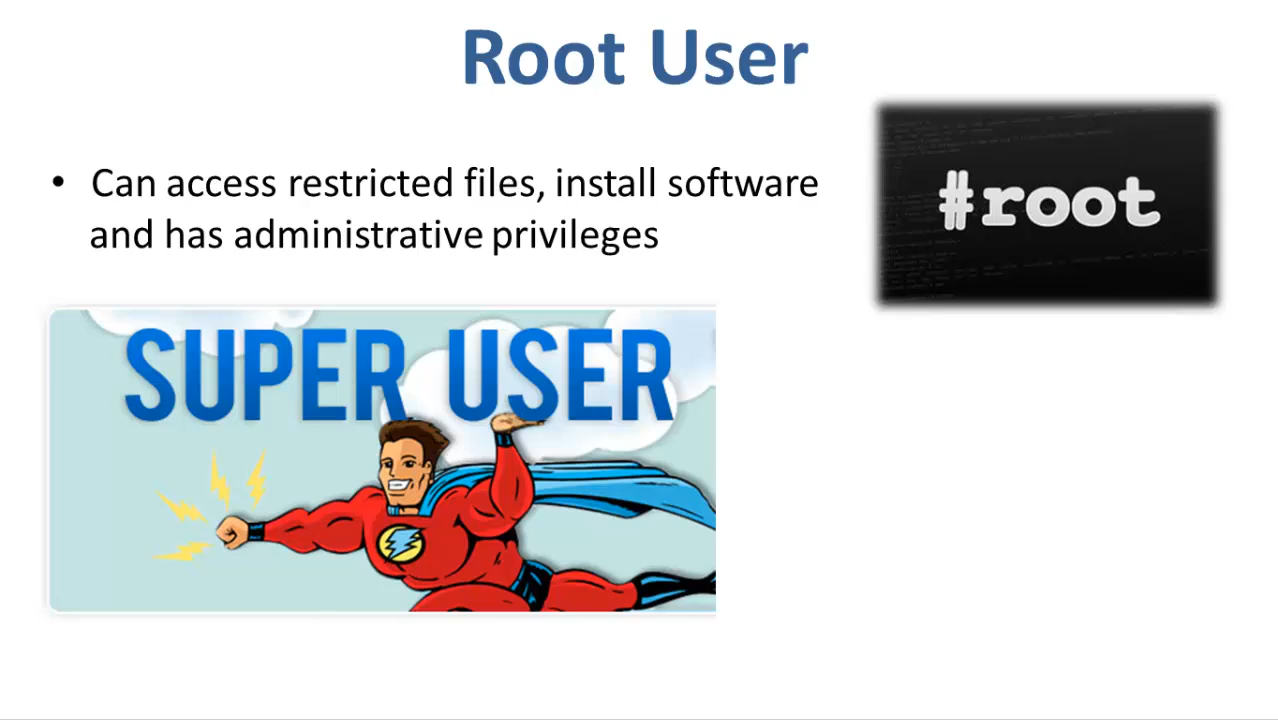 Root User
• Can access restricted files, install software
and has administrative privileges
#root
SUPER USER